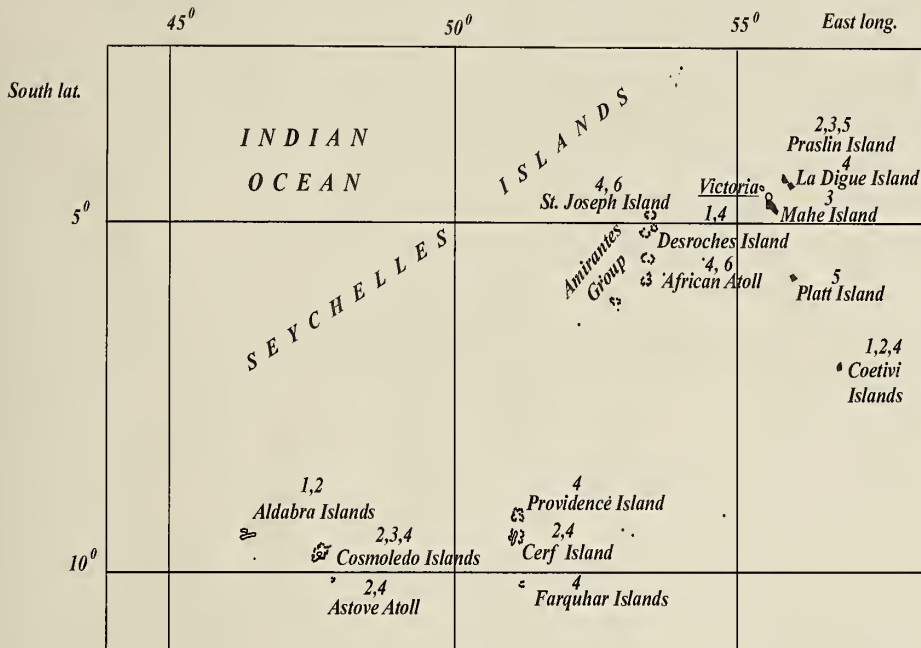 45⁰ 50⁰ 55⁰ East long.
South lat.
INDIAN
OCEAN
SEYCHELLES ISLANDS
2,3,5
Praslin Island
4
La Digue Island
Victoria
3
Mahe Island
4, 6
St. Joseph Island
5⁰
1,4
Desroches Island
Amirantes
Group
4, 6
African Atoll
5
Platt Island
1,2,4
Coetivi
Islands
1,2
Aldabra Islands
2,3,4
Cosmoledo Islands
4
Providence Island
2,4
Cerf Island
10⁰
2,4
Astove Atoll
4
Farquhar Islands